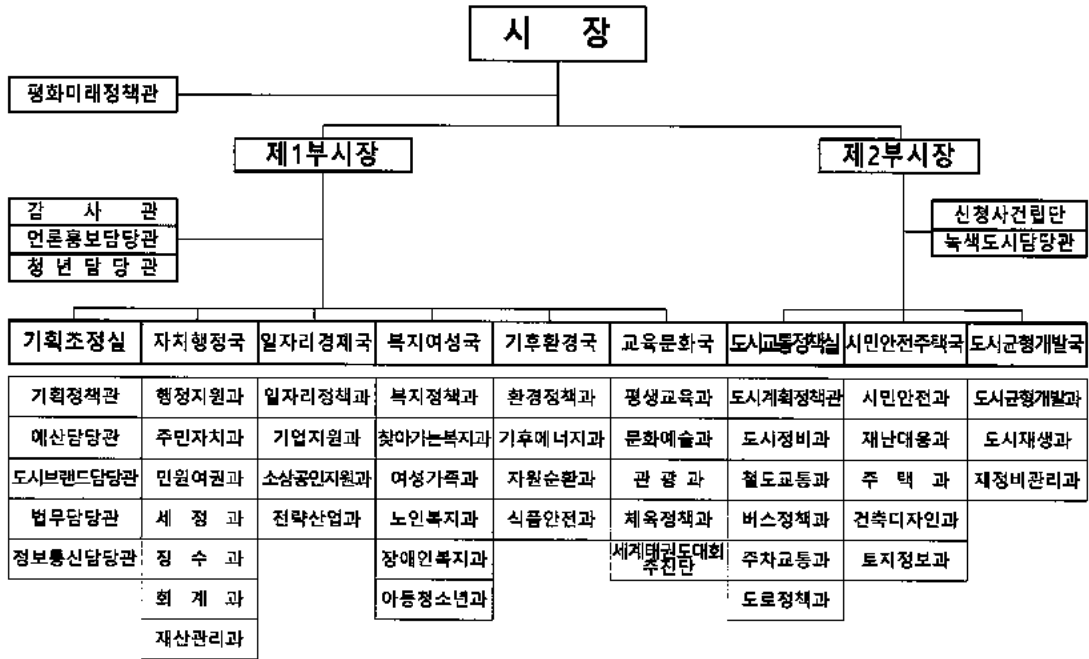 시 장
평화미래정책관
제1부시장
제2부시장
감 사 관
언론홍보담당관
청 년 담 당 관
신청사건립단
녹색도시담당관
기획조정실 자치행정국 일자리경제국 복지여성국 기후환경국 교육문화국 도시교통정책실 시민안전주택국 도시균형개발국
기획정책관 행정지원과 일자리정책과 복지정책과 환경정책과 평생교육과 도시계획정책관 시민안전과 도시균형개발과
예산담당관 주민자치과 기업지원과 찾아가는복지과 기후에너지과 문화예술과 도시정비과 재난대응과 도시재생과
도시브랜드담당관 민원여권과 소상공인지원과 여성가족과 자원순환과 관 광 과 철도교통과 주 택 과 재정비관리과
법무담당관 세 정 과 전략산업과 노인복지과 식품안전과 체육정책과 버스정책과 건축디자인과
정보통신담당관 징 수 과 장애인복지과 세계태권도대회 주차교통과 토지정보과
추진단
회 계 과 아동청소년과 도로정책과
재산관리과